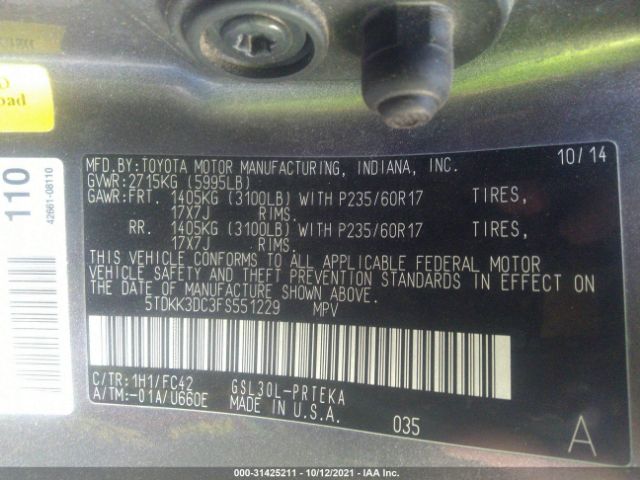 oad
110
42661-08110
MFD.BY:TOYOTA MOTOR MANUFACTURING, INDIANA, INC. 10/14
GVWR:2715KG (5995LB)
GAWR:FRT. 1405KG (3100LB) WITH P235/60R17 TIRES,
17X7J RIMS.
RR. 1405KG (3100LB) WITH P235/60R17 TIRES,
17X7J RIMS.
THIS VEHICLE CONFORMS TO ALL APPLICABLE FEDERAL MOTOR
VEHICLE SAFETY AND THEFT PREVENTION STANDARDS IN EFFECT ON
THE DATE OF MANUFACTURE SHOWN ABOVE.
5TDKK3DC3FS551229 MPV
C/TR:1H1/FC42 GSL30L-PRTEKA
A/TM:-01A/U660E MADE IN U.S.A. 035 A
000-31425211 - 10/12/2021 - IAA Inc.